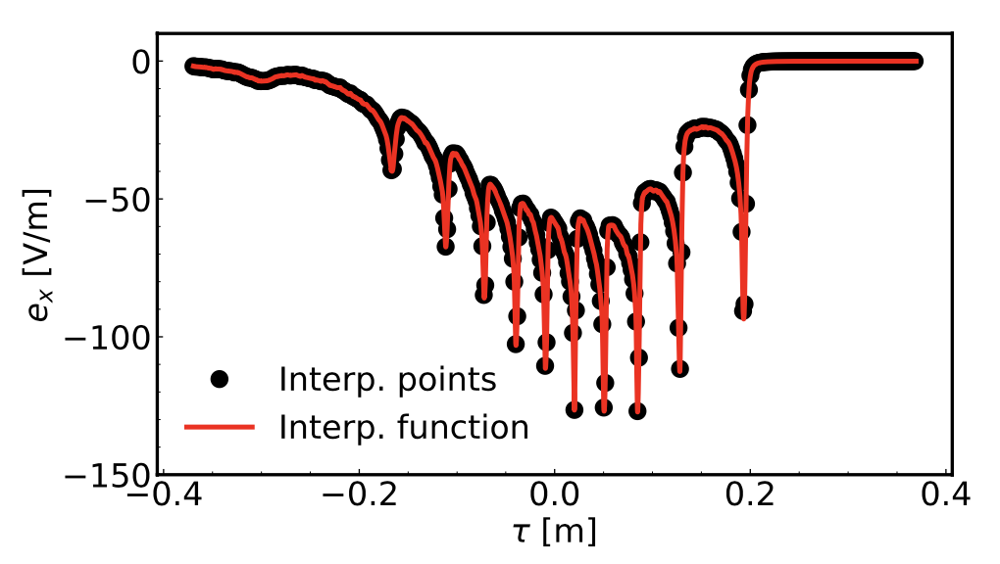 0
−50
−100
−150
e_x [V/m]
Interp. points
Interp. function
−0.4
−0.2
0.0
0.2
0.4
τ [m]